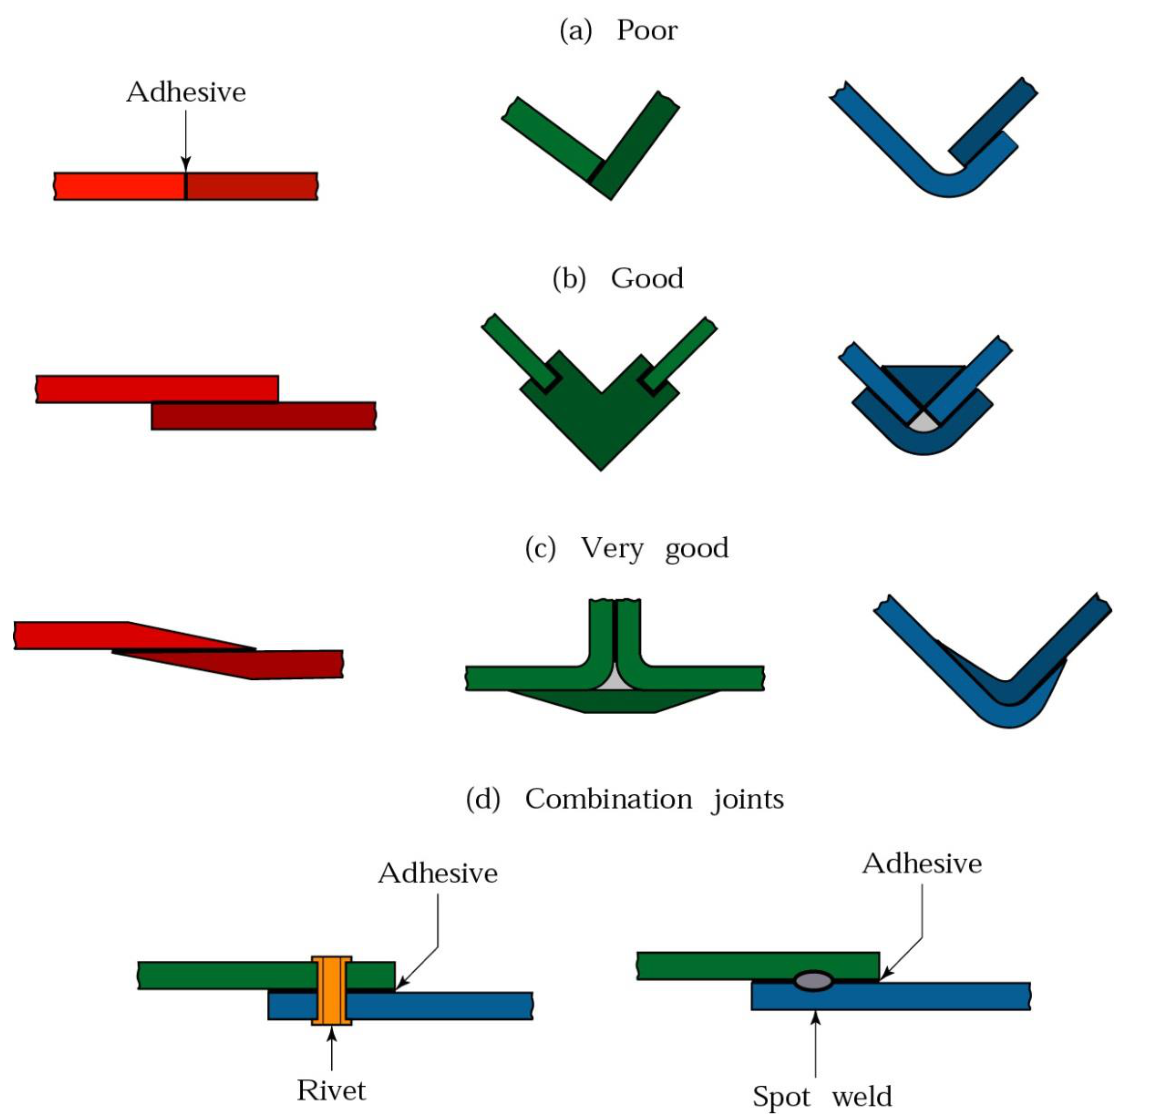 (a) Poor
Adhesive
(b) Good
(c) Very good
(d) Combination joints
Adhesive
Adhesive
Rivet
Spot weld